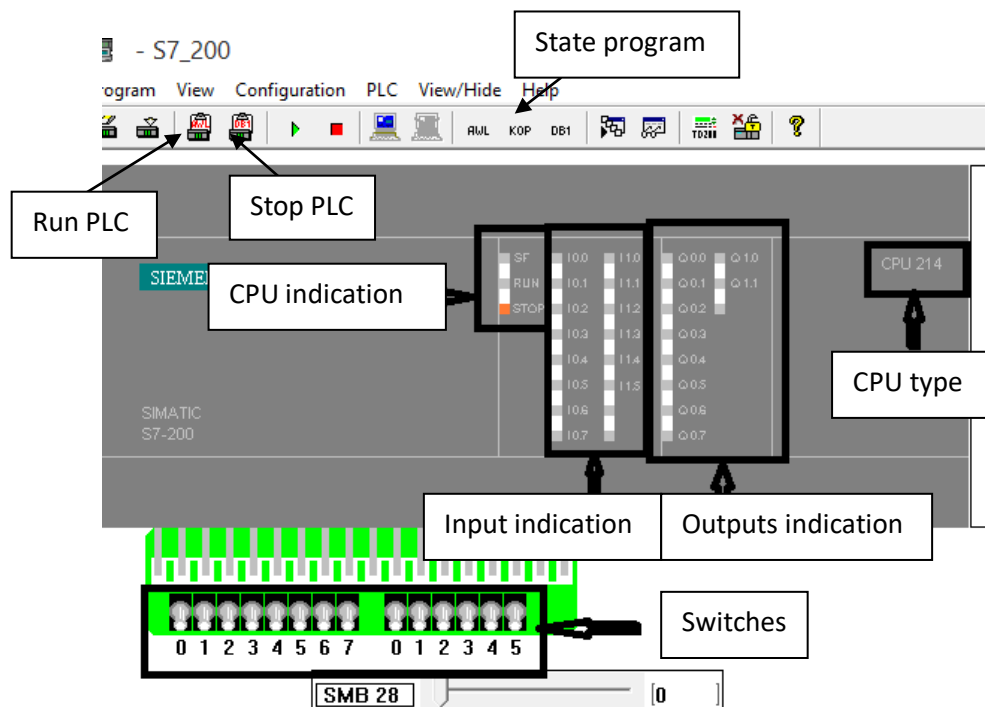 - S7_200
State program
rogram View Configuration PLC View/Hide Help
AWL DB1 AWL KOP DB1 TD200 ?
Run PLC
Stop PLC
SIEME
CPU indication
SF
RUN
STOP
I0.0 I1.0
I0.1 I1.1
I0.2 I1.2
I0.3 I1.3
I0.4 I1.4
I0.5 I1.5
I0.6
I0.7
Q0.0 Q1.0
Q0.1 Q1.1
Q0.2
Q0.3
Q0.4
Q0.5
Q0.6
Q0.7
CPU 214
CPU type
SIMATIC
S7-200
Input indication
Outputs indication
Switches
0 1 2 3 4 5 6 7 0 1 2 3 4 5
SMB 28 [0 ]